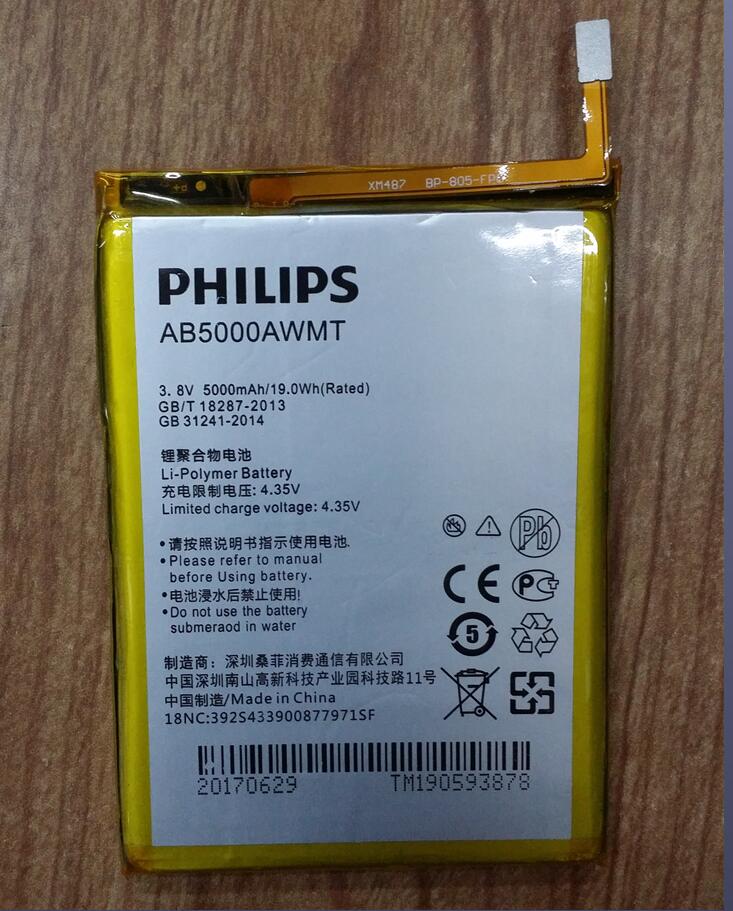 XM487 BP-805-FP
PHILIPS
AB5000AWMT
3. 8V 5000mAh/19.0Wh(Rated)
GB/T 18287-2013
GB 31241-2014
锂聚合物电池
Li-Polymer Battery
充电限制电压: 4.35V
Limited charge voltage: 4.35V
•请按照说明书指示使用电池.
•Please refer to manual
before Using battery.
•电池浸水后禁止使用!
•Do not use the battery
submeraod in water
Pb
CE
PCT
5
制造商：深圳桑菲消费通信有限公司
中国深圳南山高新科技产业园科技路11号
中国制造/Made in China
18NC:392S433900877971SF
20170629 TM190593878